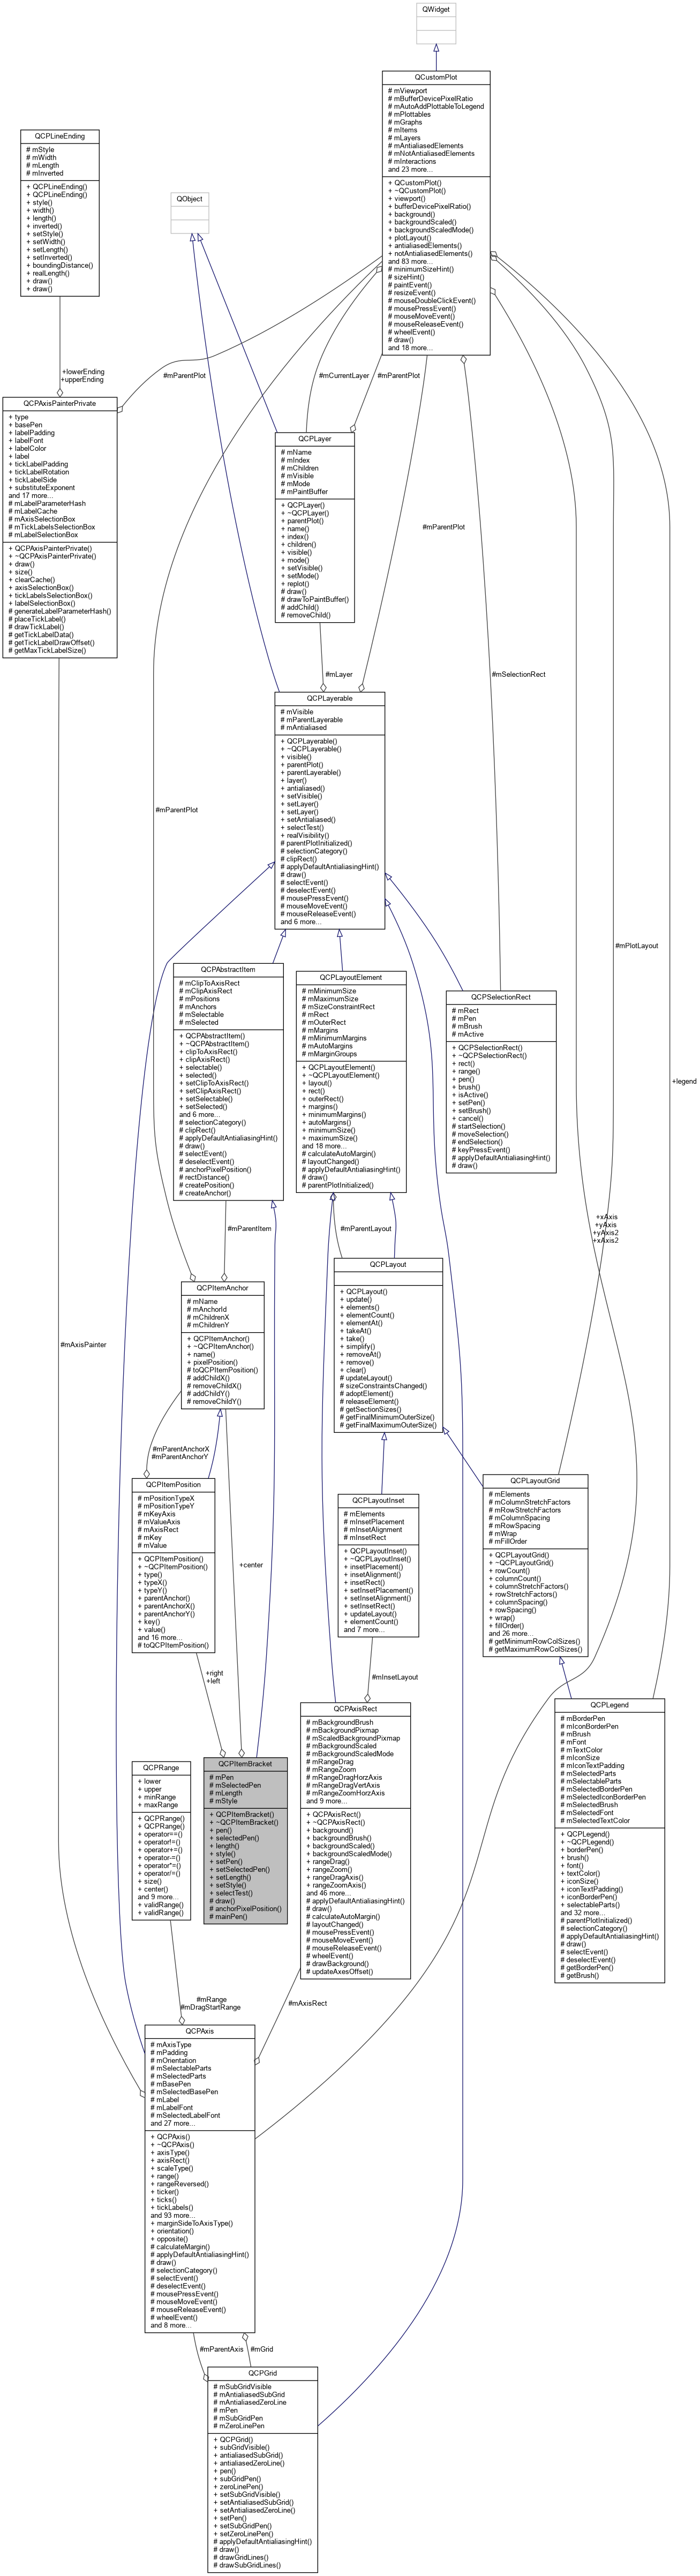 QWidget
QCustomPlot
# mViewport
# mBufferDevicePixelRatio
# mAutoAddPlottableToLegend
# mPlottables
# mGraphs
# mItems
# mLayers
# mAntialiasedElements
# mNotAntialiasedElements
# mInteractions
and 23 more...
+ QCustomPlot()
+ ~QCustomPlot()
+ viewport()
+ bufferDevicePixelRatio()
+ background()
+ backgroundScaled()
+ backgroundScaledMode()
+ plotLayout()
+ antialiasedElements()
+ notAntialiasedElements()
and 83 more...
# minimumSizeHint()
# sizeHint()
# paintEvent()
# resizeEvent()
# mouseDoubleClickEvent()
# mousePressEvent()
# mouseMoveEvent()
# mouseReleaseEvent()
# wheelEvent()
# draw()
and 18 more...
QCPLineEnding
# mStyle
# mWidth
# mLength
# mInverted
+ QCPLineEnding()
+ QCPLineEnding()
+ style()
+ width()
+ length()
+ inverted()
+ setStyle()
+ setWidth()
+ setLength()
+ setInverted()
+ boundingDistance()
+ realLength()
+ draw()
+ draw()
QObject
+lowerEnding
+upperEnding
#mParentPlot
#mCurrentLayer
#mParentPlot
QCPAxisPainterPrivate
+ type
+ basePen
+ labelPadding
+ labelFont
+ labelColor
+ label
+ tickLabelPadding
+ tickLabelRotation
+ tickLabelSide
+ substituteExponent
and 17 more...
# mLabelParameterHash
# mLabelCache
# mAxisSelectionBox
# mTickLabelsSelectionBox
# mLabelSelectionBox
+ QCPAxisPainterPrivate()
+ ~QCPAxisPainterPrivate()
+ draw()
+ size()
+ clearCache()
+ axisSelectionBox()
+ tickLabelsSelectionBox()
+ labelSelectionBox()
# generateLabelParameterHash()
# placeTickLabel()
# drawTickLabel()
# getTickLabelData()
# getTickLabelDrawOffset()
# getMaxTickLabelSize()
QCPLayer
# mName
# mIndex
# mChildren
# mVisible
# mMode
# mPaintBuffer
+ QCPLayer()
+ ~QCPLayer()
+ parentPlot()
+ name()
+ index()
+ children()
+ visible()
+ mode()
+ setVisible()
+ setMode()
+ replot()
# draw()
# drawToPaintBuffer()
# addChild()
# removeChild()
#mParentPlot
#mLayer
#mSelectionRect
QCPLayerable
# mVisible
# mParentLayerable
# mAntialiased
+ QCPLayerable()
+ ~QCPLayerable()
+ visible()
+ parentPlot()
+ parentLayerable()
+ layer()
+ antialiased()
+ setVisible()
+ setLayer()
+ setLayer()
+ setAntialiased()
+ selectTest()
+ realVisibility()
# parentPlotInitialized()
# selectionCategory()
# clipRect()
# applyDefaultAntialiasingHint()
# draw()
# selectEvent()
# deselectEvent()
# mousePressEvent()
# mouseMoveEvent()
# mouseReleaseEvent()
and 6 more...
#mParentPlot
#mPlotLayout
+legend
QCPAbstractItem
# mClipToAxisRect
# mClipAxisRect
# mPositions
# mAnchors
# mSelectable
# mSelected
+ QCPAbstractItem()
+ ~QCPAbstractItem()
+ clipToAxisRect()
+ clipAxisRect()
+ selectable()
+ selected()
+ setClipToAxisRect()
+ setClipAxisRect()
+ setSelectable()
+ setSelected()
and 6 more...
# selectionCategory()
# clipRect()
# applyDefaultAntialiasingHint()
# draw()
# selectEvent()
# deselectEvent()
# anchorPixelPosition()
# rectDistance()
# createPosition()
# createAnchor()
QCPLayoutElement
# mMinimumSize
# mMaximumSize
# mSizeConstraintRect
# mRect
# mOuterRect
# mMargins
# mMinimumMargins
# mAutoMargins
# mMarginGroups
+ QCPLayoutElement()
+ ~QCPLayoutElement()
+ layout()
+ rect()
+ outerRect()
+ margins()
+ minimumMargins()
+ autoMargins()
+ minimumSize()
+ maximumSize()
and 18 more...
# calculateAutoMargin()
# layoutChanged()
# applyDefaultAntialiasingHint()
# draw()
# parentPlotInitialized()
QCPSelectionRect
# mRect
# mPen
# mBrush
# mActive
+ QCPSelectionRect()
+ ~QCPSelectionRect()
+ rect()
+ range()
+ pen()
+ brush()
+ isActive()
+ setPen()
+ setBrush()
+ cancel()
# startSelection()
# moveSelection()
# endSelection()
# keyPressEvent()
# applyDefaultAntialiasingHint()
# draw()
#mParentItem
#mParentLayout
+xAxis
+yAxis
+yAxis2
+xAxis2
QCPItemAnchor
# mName
# mAnchorId
# mChildrenX
# mChildrenY
+ QCPItemAnchor()
+ ~QCPItemAnchor()
+ name()
+ pixelPosition()
# toQCPItemPosition()
# addChildX()
# removeChildX()
# addChildY()
# removeChildY()
QCPLayout
+ QCPLayout()
+ update()
+ elements()
+ elementCount()
+ elementAt()
+ takeAt()
+ take()
+ simplify()
+ removeAt()
+ remove()
+ clear()
# updateLayout()
# sizeConstraintsChanged()
# adoptElement()
# releaseElement()
# getSectionSizes()
# getFinalMinimumOuterSize()
# getFinalMaximumOuterSize()
#mAxisPainter
#mParentAnchorX
#mParentAnchorY
QCPItemPosition
# mPositionTypeX
# mPositionTypeY
# mKeyAxis
# mValueAxis
# mAxisRect
# mKey
# mValue
+ QCPItemPosition()
+ ~QCPItemPosition()
+ type()
+ typeX()
+ typeY()
+ parentAnchor()
+ parentAnchorX()
+ parentAnchorY()
+ key()
+ value()
and 16 more...
# toQCPItemPosition()
+center
QCPLayoutInset
# mElements
# mInsetPlacement
# mInsetAlignment
# mInsetRect
+ QCPLayoutInset()
+ ~QCPLayoutInset()
+ insetPlacement()
+ insetAlignment()
+ insetRect()
+ setInsetPlacement()
+ setInsetAlignment()
+ setInsetRect()
+ updateLayout()
+ elementCount()
and 7 more...
QCPLayoutGrid
# mElements
# mColumnStretchFactors
# mRowStretchFactors
# mColumnSpacing
# mRowSpacing
# mWrap
# mFillOrder
+ QCPLayoutGrid()
+ ~QCPLayoutGrid()
+ rowCount()
+ columnCount()
+ columnStretchFactors()
+ rowStretchFactors()
+ columnSpacing()
+ rowSpacing()
+ wrap()
+ fillOrder()
and 26 more...
# getMinimumRowColSizes()
# getMaximumRowColSizes()
+right
+left
#mInsetLayout
QCPRange
+ lower
+ upper
+ minRange
+ maxRange
+ QCPRange()
+ QCPRange()
+ operator==()
+ operator!=()
+ operator+=()
+ operator-=()
+ operator*=()
+ operator/=()
+ size()
+ center()
and 9 more...
+ validRange()
+ validRange()
QCPItemBracket
# mPen
# mSelectedPen
# mLength
# mStyle
+ QCPItemBracket()
+ ~QCPItemBracket()
+ pen()
+ selectedPen()
+ length()
+ style()
+ setPen()
+ setSelectedPen()
+ setLength()
+ setStyle()
+ selectTest()
# draw()
# anchorPixelPosition()
# mainPen()
QCPAxisRect
# mBackgroundBrush
# mBackgroundPixmap
# mScaledBackgroundPixmap
# mBackgroundScaled
# mBackgroundScaledMode
# mRangeDrag
# mRangeZoom
# mRangeDragHorzAxis
# mRangeDragVertAxis
# mRangeZoomHorzAxis
and 9 more...
+ QCPAxisRect()
+ ~QCPAxisRect()
+ background()
+ backgroundBrush()
+ backgroundScaled()
+ backgroundScaledMode()
+ rangeDrag()
+ rangeZoom()
+ rangeDragAxis()
+ rangeZoomAxis()
and 46 more...
# applyDefaultAntialiasingHint()
# draw()
# calculateAutoMargin()
# layoutChanged()
# mousePressEvent()
# mouseMoveEvent()
# mouseReleaseEvent()
# wheelEvent()
# drawBackground()
# updateAxesOffset()
QCPLegend
# mBorderPen
# mIconBorderPen
# mBrush
# mFont
# mTextColor
# mIconSize
# mIconTextPadding
# mSelectedParts
# mSelectableParts
# mSelectedBorderPen
# mSelectedIconBorderPen
# mSelectedBrush
# mSelectedFont
# mSelectedTextColor
+ QCPLegend()
+ ~QCPLegend()
+ borderPen()
+ brush()
+ font()
+ textColor()
+ iconSize()
+ iconTextPadding()
+ iconBorderPen()
+ selectableParts()
and 32 more...
# parentPlotInitialized()
# selectionCategory()
# applyDefaultAntialiasingHint()
# draw()
# selectEvent()
# deselectEvent()
# getBorderPen()
# getBrush()
#mRange
#mDragStartRange
#mAxisRect
QCPAxis
# mAxisType
# mPadding
# mOrientation
# mSelectableParts
# mSelectedParts
# mBasePen
# mSelectedBasePen
# mLabel
# mLabelFont
# mSelectedLabelFont
and 27 more...
+ QCPAxis()
+ ~QCPAxis()
+ axisType()
+ axisRect()
+ scaleType()
+ range()
+ rangeReversed()
+ ticker()
+ ticks()
+ tickLabels()
and 93 more...
+ marginSideToAxisType()
+ orientation()
+ opposite()
# calculateMargin()
# applyDefaultAntialiasingHint()
# draw()
# selectionCategory()
# selectEvent()
# deselectEvent()
# mousePressEvent()
# mouseMoveEvent()
# mouseReleaseEvent()
# wheelEvent()
and 8 more...
#mParentAxis
#mGrid
QCPGrid
# mSubGridVisible
# mAntialiasedSubGrid
# mAntialiasedZeroLine
# mPen
# mSubGridPen
# mZeroLinePen
+ QCPGrid()
+ subGridVisible()
+ antialiasedSubGrid()
+ antialiasedZeroLine()
+ pen()
+ subGridPen()
+ zeroLinePen()
+ setSubGridVisible()
+ setAntialiasedSubGrid()
+ setAntialiasedZeroLine()
+ setPen()
+ setSubGridPen()
+ setZeroLinePen()
# applyDefaultAntialiasingHint()
# draw()
# drawGridLines()
# drawSubGridLines()